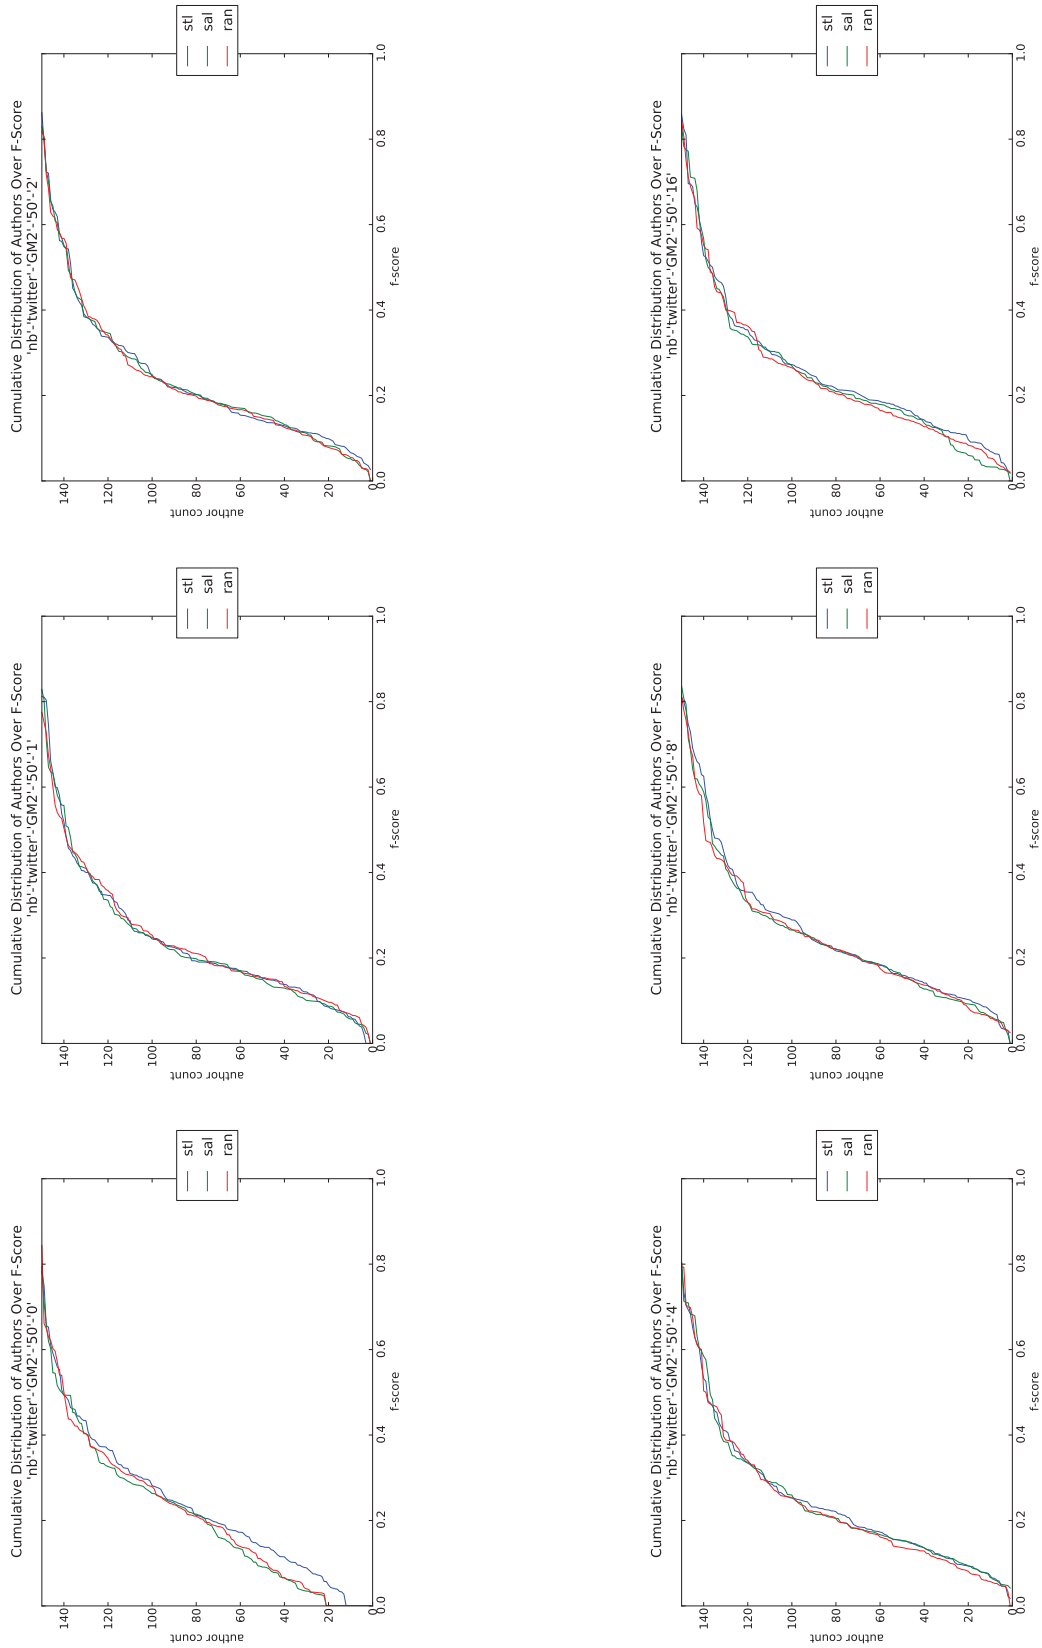 Cumulative Distribution of Authors Over F-Score
'nb'-'twitter'-'GM2'-'50'-'0'
140
120
100
80
60
40
20
0
author count
0.0 0.2 0.4 0.6 0.8 1.0
f-score
stl
sal
ran
Cumulative Distribution of Authors Over F-Score
'nb'-'twitter'-'GM2'-'50'-'1'
140
120
100
80
60
40
20
0
author count
0.0 0.2 0.4 0.6 0.8 1.0
f-score
stl
sal
ran
Cumulative Distribution of Authors Over F-Score
'nb'-'twitter'-'GM2'-'50'-'2'
140
120
100
80
60
40
20
0
author count
0.0 0.2 0.4 0.6 0.8 1.0
f-score
stl
sal
ran
Cumulative Distribution of Authors Over F-Score
'nb'-'twitter'-'GM2'-'50'-'4'
140
120
100
80
60
40
20
0
author count
0.0 0.2 0.4 0.6 0.8 1.0
f-score
stl
sal
ran
Cumulative Distribution of Authors Over F-Score
'nb'-'twitter'-'GM2'-'50'-'8'
140
120
100
80
60
40
20
0
author count
0.0 0.2 0.4 0.6 0.8 1.0
f-score
stl
sal
ran
Cumulative Distribution of Authors Over F-Score
'nb'-'twitter'-'GM2'-'50'-'16'
140
120
100
80
60
40
20
0
author count
0.0 0.2 0.4 0.6 0.8 1.0
f-score
stl
sal
ran